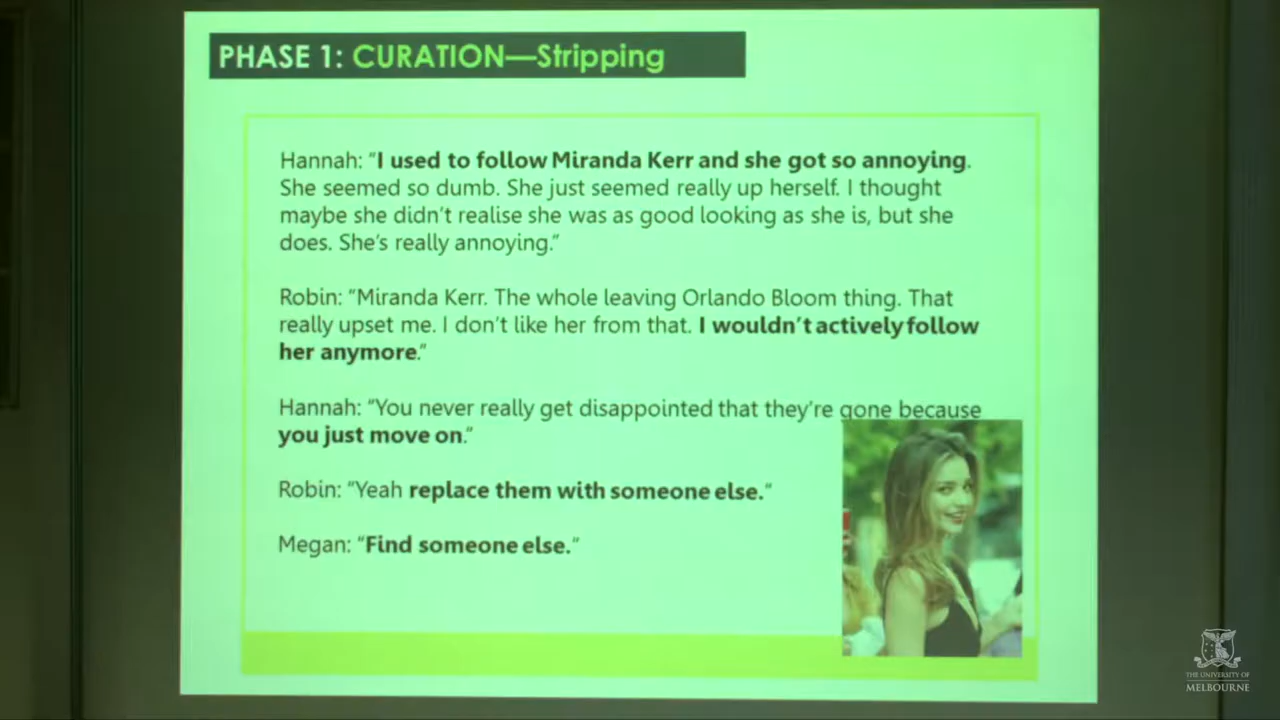 PHASE 1: CURATION—Stripping
Hannah: “I used to follow Miranda Kerr and she got so annoying.
She seemed so dumb. She just seemed really up herself. I thought
maybe she didn’t realise she was as good looking as she is, but she
does. She’s really annoying.”
Robin: “Miranda Kerr. The whole leaving Orlando Bloom thing. That
really upset me. I don’t like her from that. I wouldn’t actively follow
her anymore.”
Hannah: “You never really get disappointed that they’re gone because
you just move on.”
Robin: “Yeah replace them with someone else.”
Megan: “Find someone else.”
THE UNIVERSITY OF
MELBOURNE